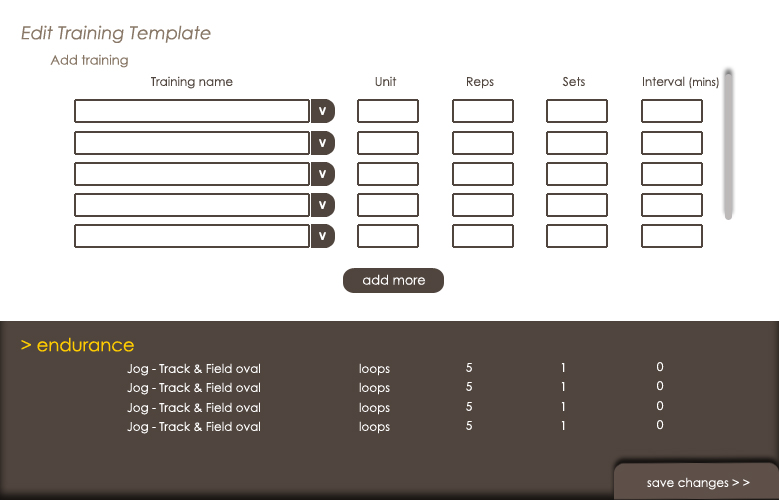 Edit Training Template
Add training
Training name Unit Reps Sets Interval (mins)
v
v
v
v
v
add more
> endurance
Jog - Track & Field oval loops 5 1 0
Jog - Track & Field oval loops 5 1 0
Jog - Track & Field oval loops 5 1 0
Jog - Track & Field oval loops 5 1 0
save changes > >